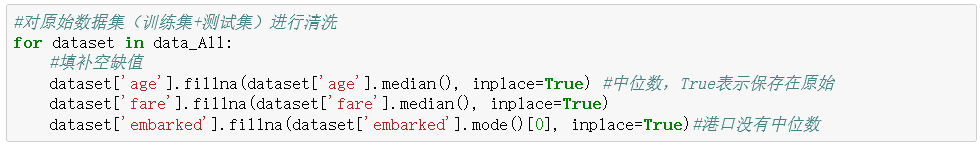 #对原始数据集（训练集+测试集）进行清洗
for dataset in data_All:
    #填补空缺值
    dataset['age'].fillna(dataset['age'].median(), inplace=True) #中位数，True表示保存在原始
    dataset['fare'].fillna(dataset['fare'].median(), inplace=True)
    dataset['embarked'].fillna(dataset['embarked'].mode()[0], inplace=True)#港口没有中位数